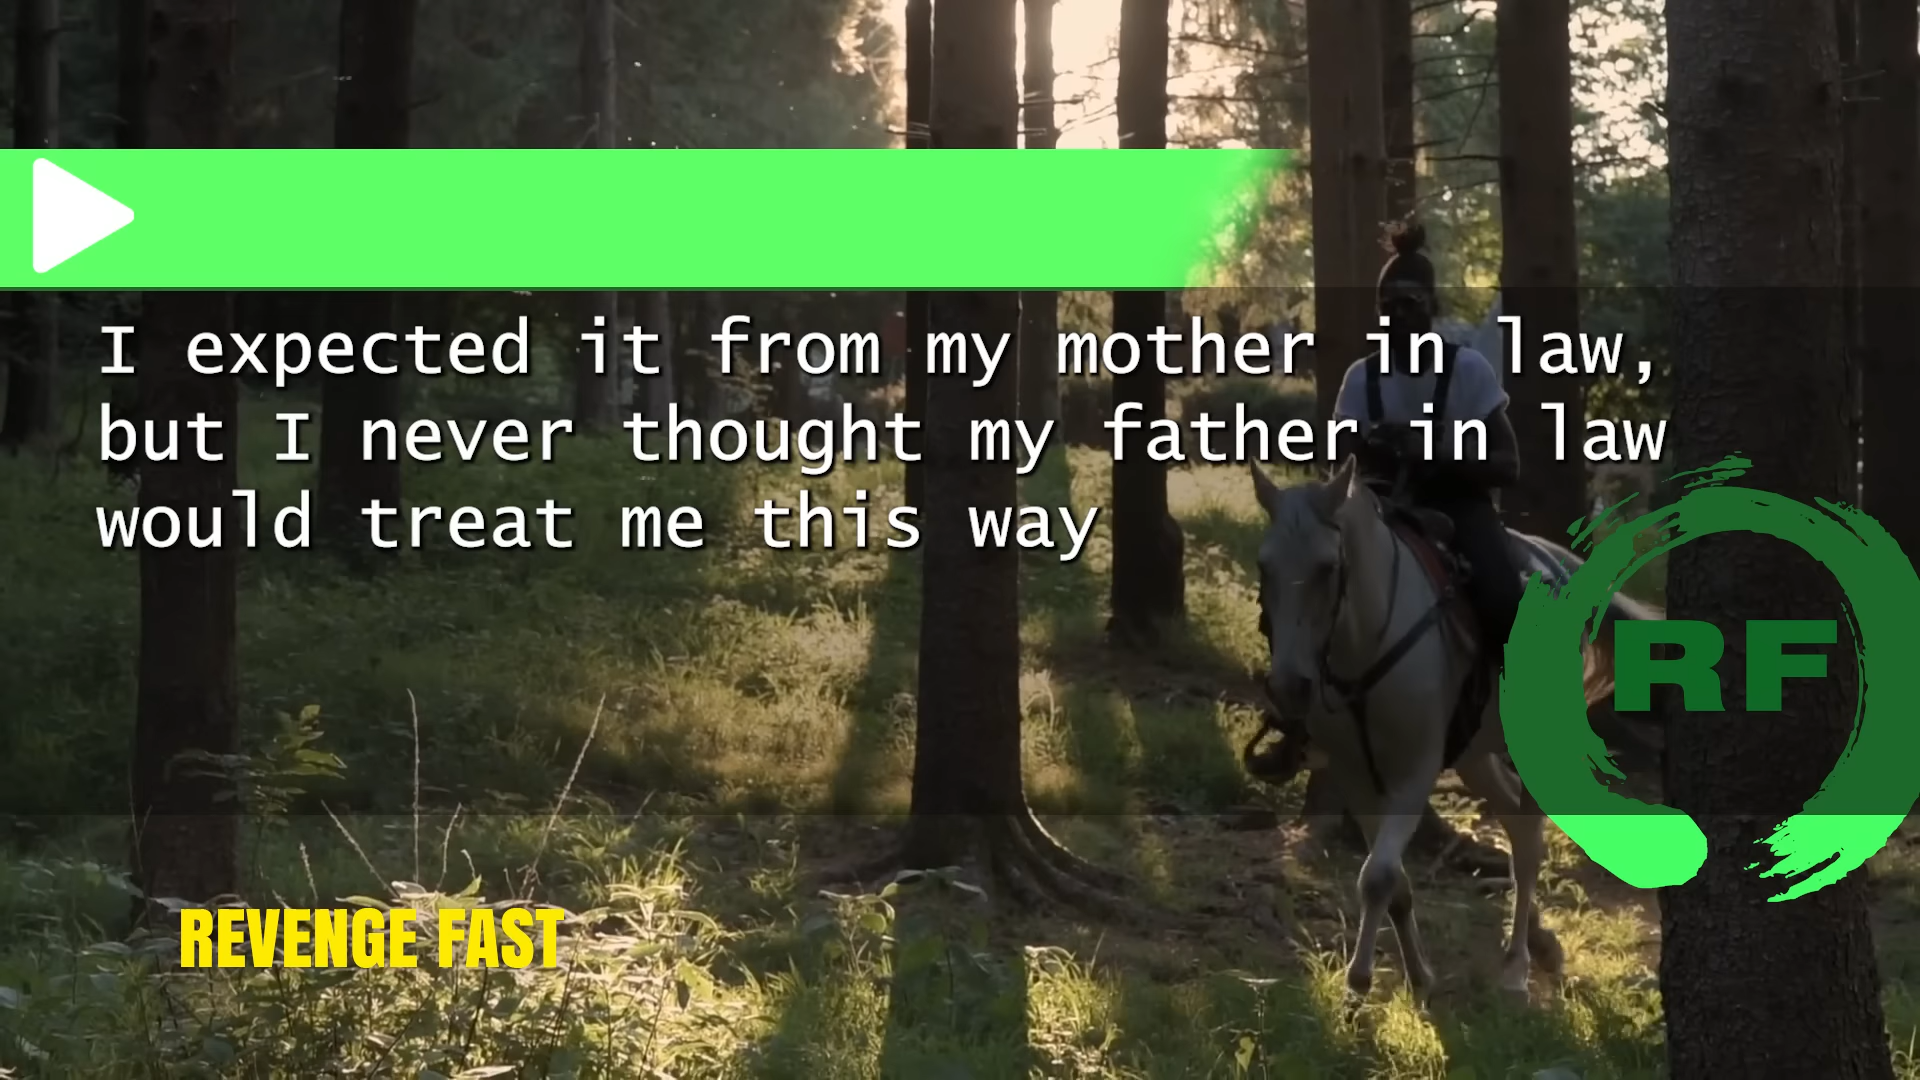 I expected it from my mother in law,
but I never thought my father in law
would treat me this way
RF
REVENGE FAST